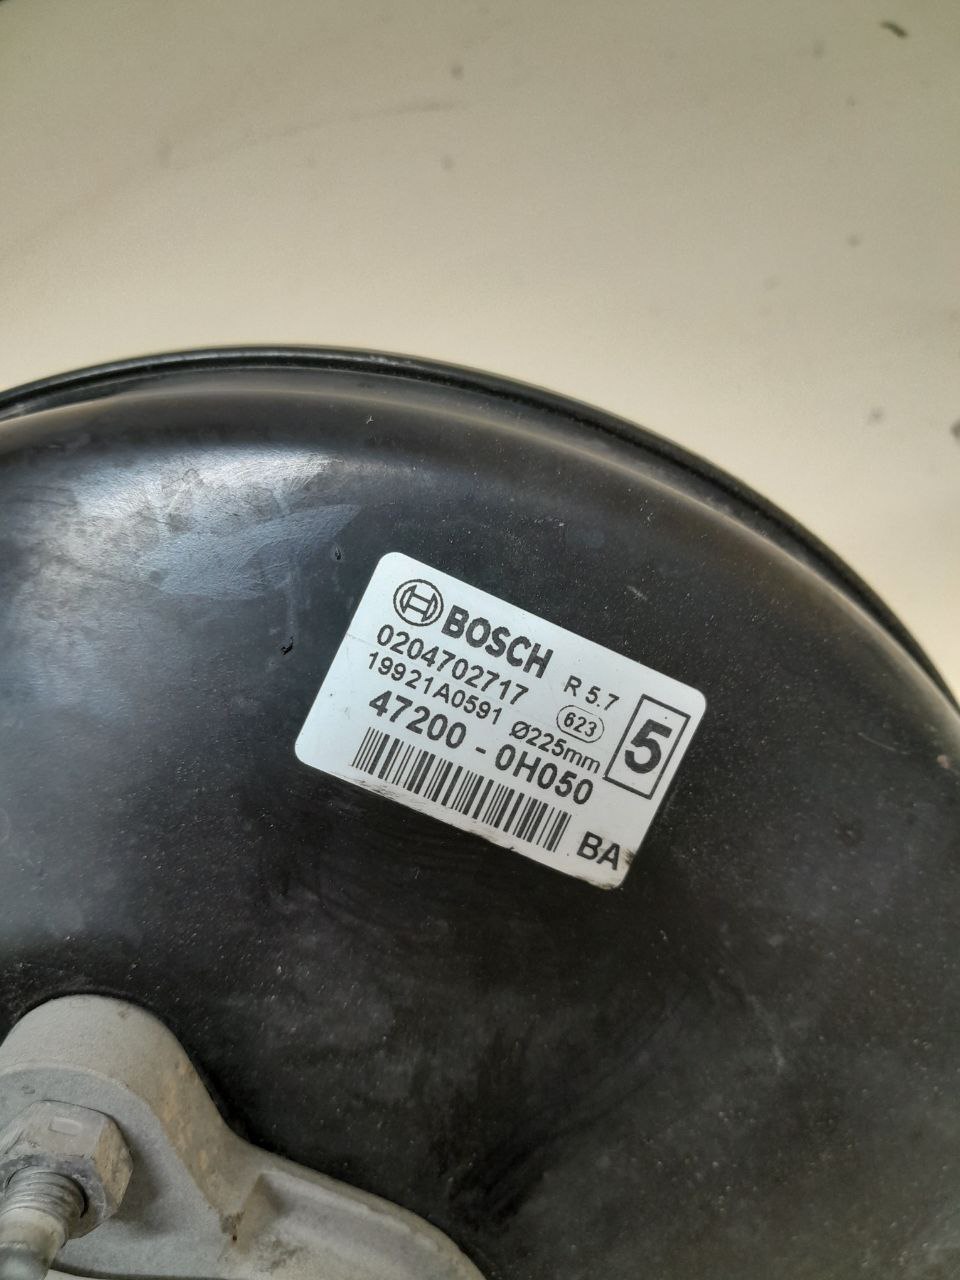 BOSCH
0204702717 R 5.7
19921A0591 Ø225mm 623
47200 - 0H050
5
BA